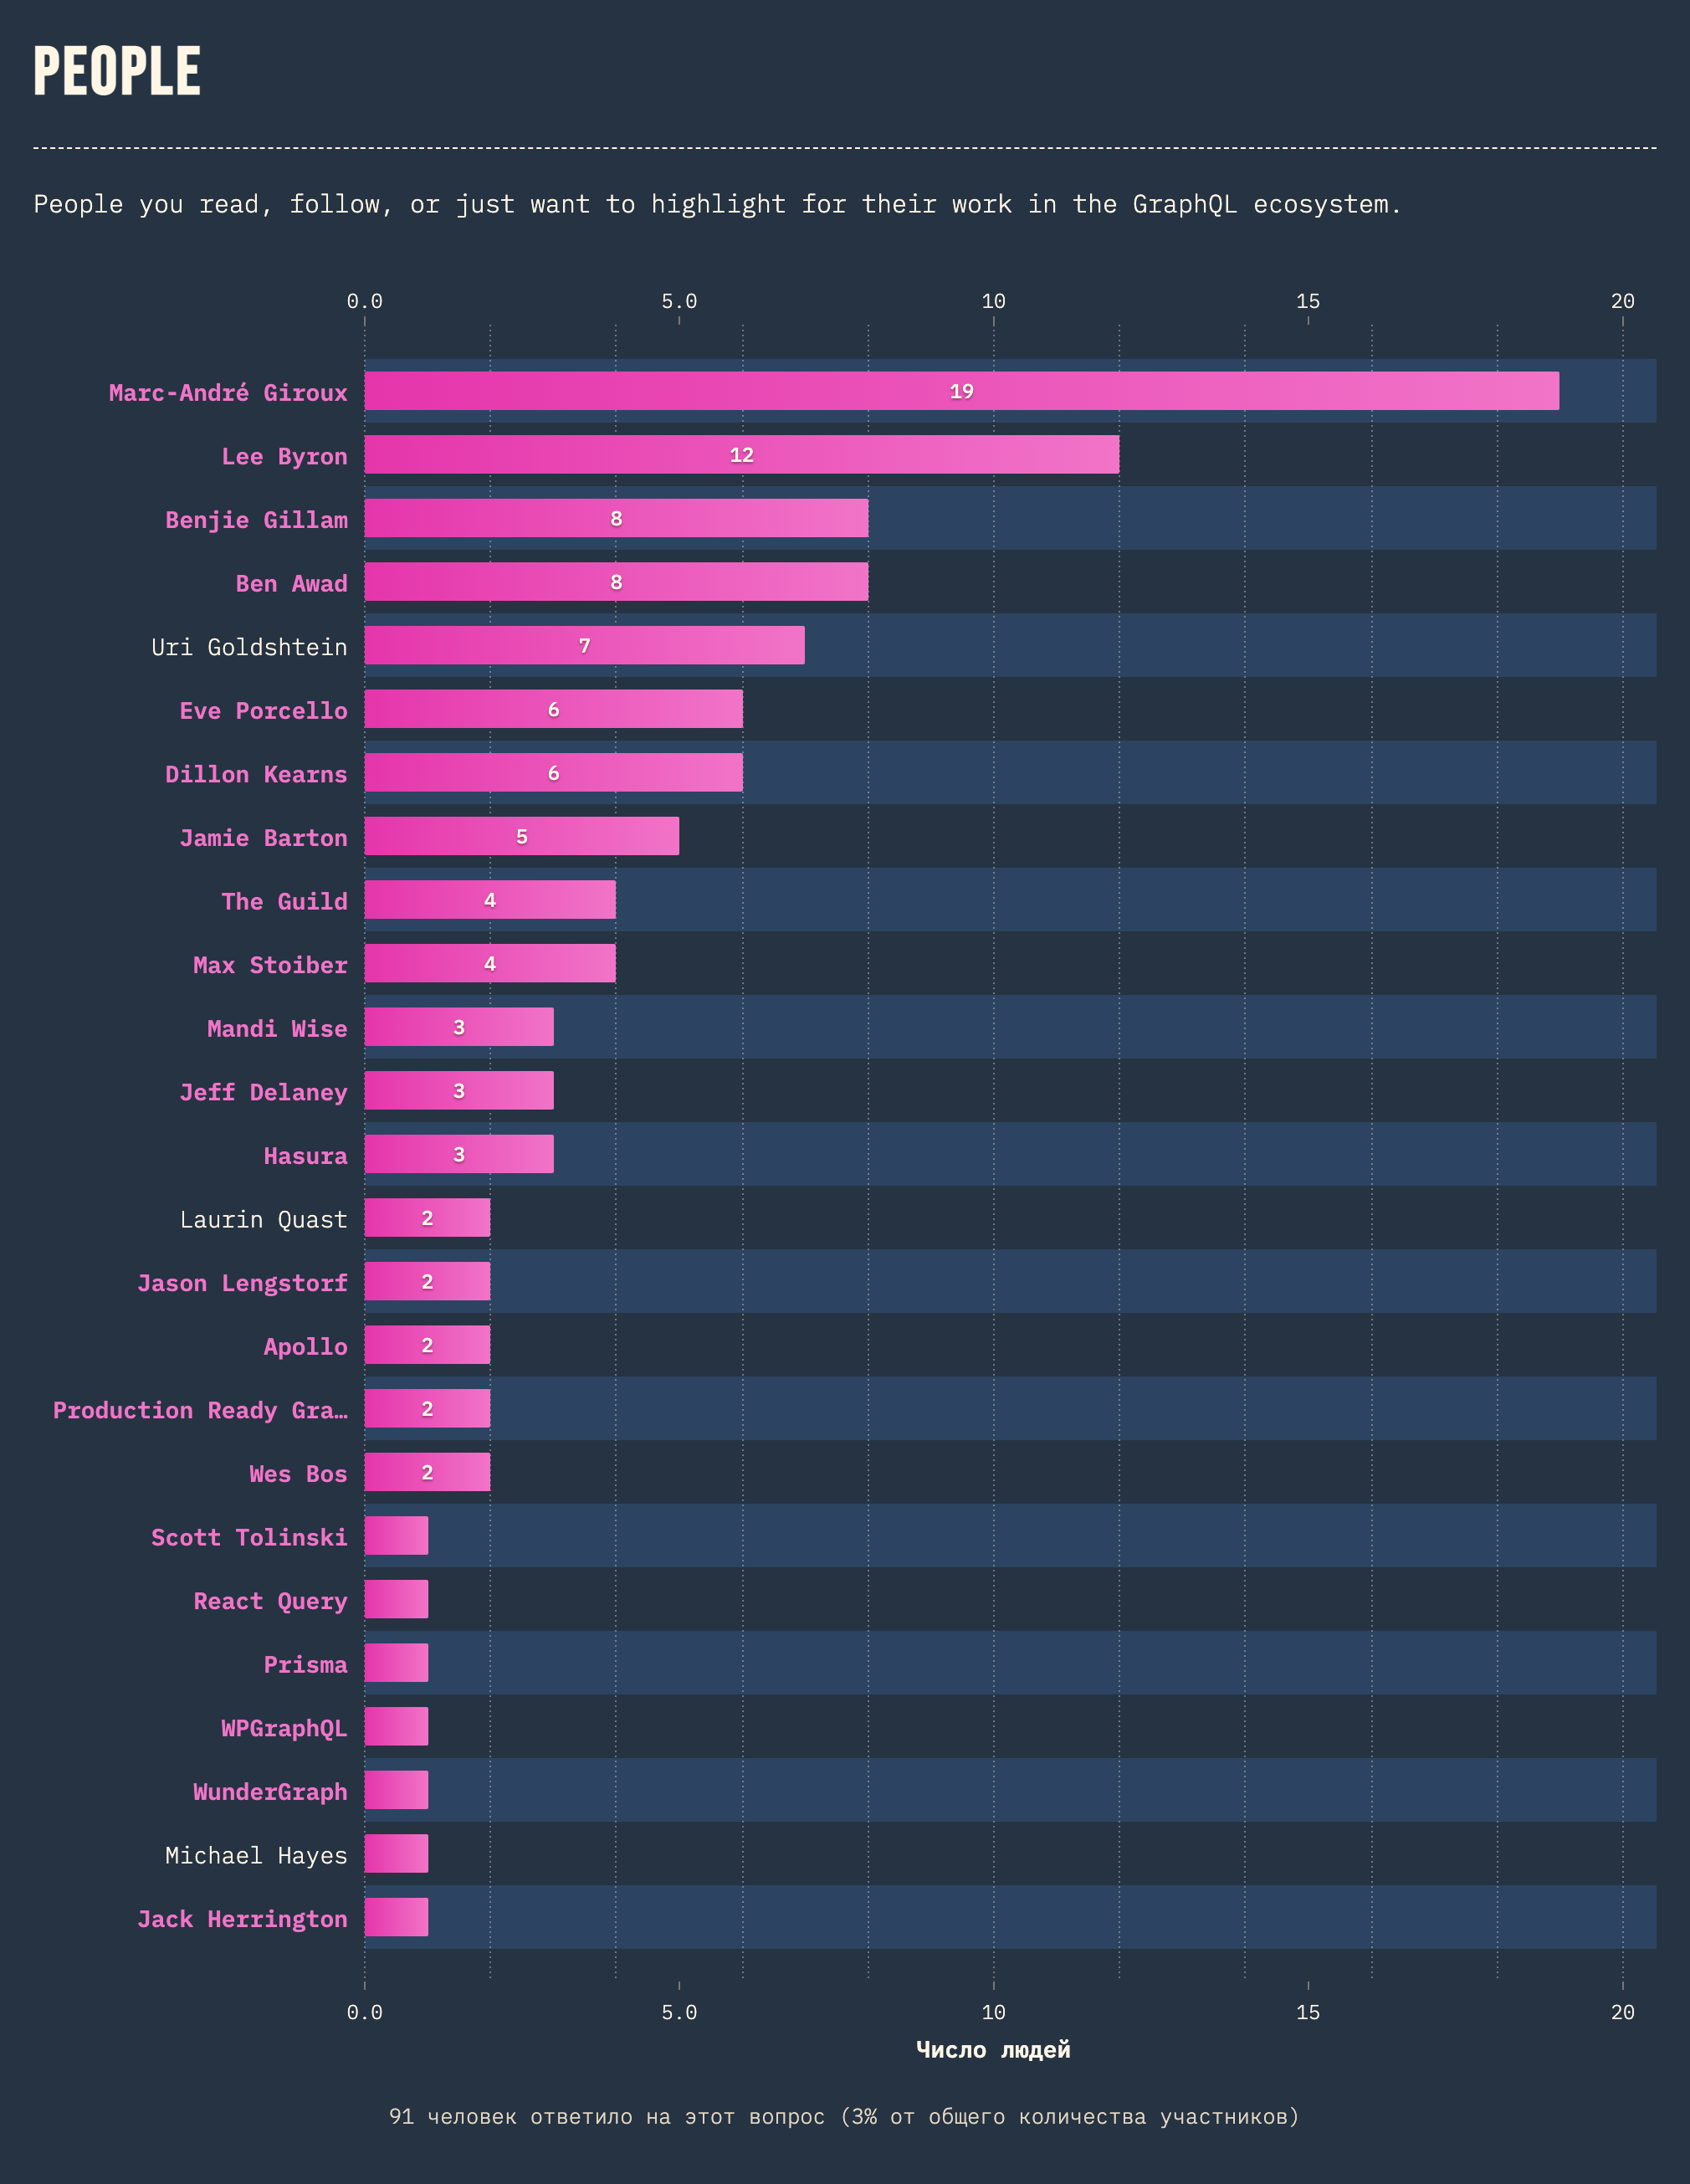 PEOPLE
People you read, follow, or just want to highlight for their work in the GraphQL ecosystem.
0.0 5.0 10 15 20
Marc-André Giroux 19
Lee Byron 12
Benjie Gillam 8
Ben Awad 8
Uri Goldshtein 7
Eve Porcello 6
Dillon Kearns 6
Jamie Barton 5
The Guild 4
Max Stoiber 4
Mandi Wise 3
Jeff Delaney 3
Hasura 3
Laurin Quast 2
Jason Lengstorf 2
Apollo 2
Production Ready Gra… 2
Wes Bos 2
Scott Tolinski
React Query
Prisma
WPGraphQL
WunderGraph
Michael Hayes
Jack Herrington
0.0 5.0 10 15 20
Число людей
91 человек ответило на этот вопрос (3% от общего количества участников)